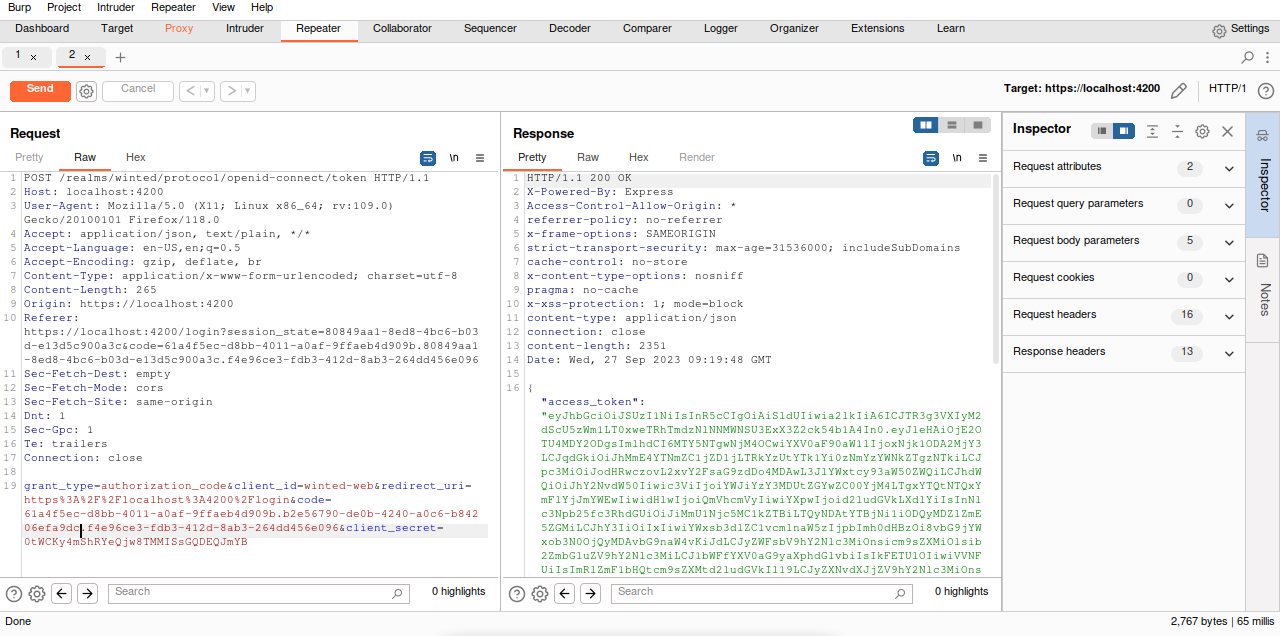 Burp Project Intruder Repeater View Help
Dashboard Target Proxy Intruder Repeater Collaborator Sequencer Decoder Comparer Logger Organizer Extensions Learn Settings
1 × 2 × +
Send Cancel < > Target: https://localhost:4200 HTTP/1
Request
Pretty Raw Hex \n
1 POST /realms/winted/protocol/openid-connect/token HTTP/1.1
2 Host: localhost:4200
3 User-Agent: Mozilla/5.0 (X11; Linux x86_64; rv:109.0)
Gecko/20100101 Firefox/118.0
4 Accept: application/json, text/plain, */*
5 Accept-Language: en-US,en;q=0.5
6 Accept-Encoding: gzip, deflate, br
7 Content-Type: application/x-www-form-urlencoded; charset=utf-8
8 Content-Length: 265
9 Origin: https://localhost:4200
10 Referer:
https://localhost:4200/login?session_state=80849aa1-8ed8-4bc6-b03
d-e13d5c900a3c&code=61a4f5ec-d8bb-4011-a0af-9ffaeb4d909b.80849aa1
-8ed8-4bc6-b03d-e13d5c900a3c.f4e96ce3-fdb3-412d-8ab3-264dd456e096
11 Sec-Fetch-Dest: empty
12 Sec-Fetch-Mode: cors
13 Sec-Fetch-Site: same-origin
14 Dnt: 1
15 Sec-Gpc: 1
16 Te: trailers
17 Connection: close
18
19 grant_type=authorization_code&client_id=winted-web&redirect_uri=
https%3A%2F%2Flocalhost%3A4200%2Flogin&code=
61a4f5ec-d8bb-4011-a0af-9ffaeb4d909b.b2e56790-de0b-4240-a0c6-b842
06efa9dc.f4e96ce3-fdb3-412d-8ab3-264dd456e096&client_secret=
0tWCKy4mShRYeQjw8TMMISsGQDEQJmYB
Search 0 highlights
Response
Pretty Raw Hex Render \n
1 HTTP/1.1 200 OK
2 X-Powered-By: Express
3 Access-Control-Allow-Origin: *
4 referrer-policy: no-referrer
5 x-frame-options: SAMEORIGIN
6 strict-transport-security: max-age=31536000; includeSubDomains
7 cache-control: no-store
8 x-content-type-options: nosniff
9 pragma: no-cache
10 x-xss-protection: 1; mode=block
11 content-type: application/json
12 connection: close
13 content-length: 2351
14 Date: Wed, 27 Sep 2023 09:19:48 GMT
15
16 {
"access_token":
Search 0 highlights
Inspector
Request attributes 2
Request query parameters 0
Request body parameters 5
Request cookies 0
Request headers 16
Response headers 13
Inspector
Notes
Done 2,767 bytes | 65 millis